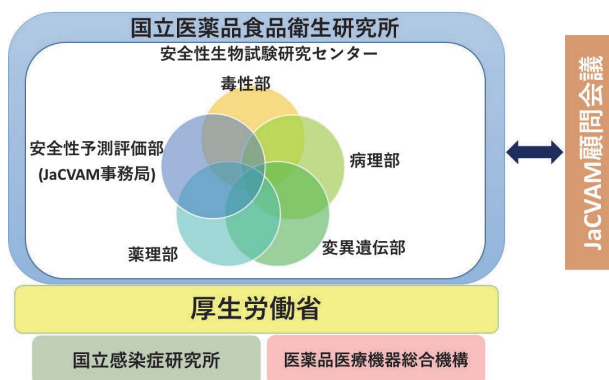 国立医薬品食品衛生研究所
安全性生物試験研究センター
毒性部
安全性予測評価部
(JaCVAM事務局)
病理部
薬理部
変異遺伝部
JaCVAM顧問会議
厚生労働省
国立感染症研究所
医薬品医療機器総合機構